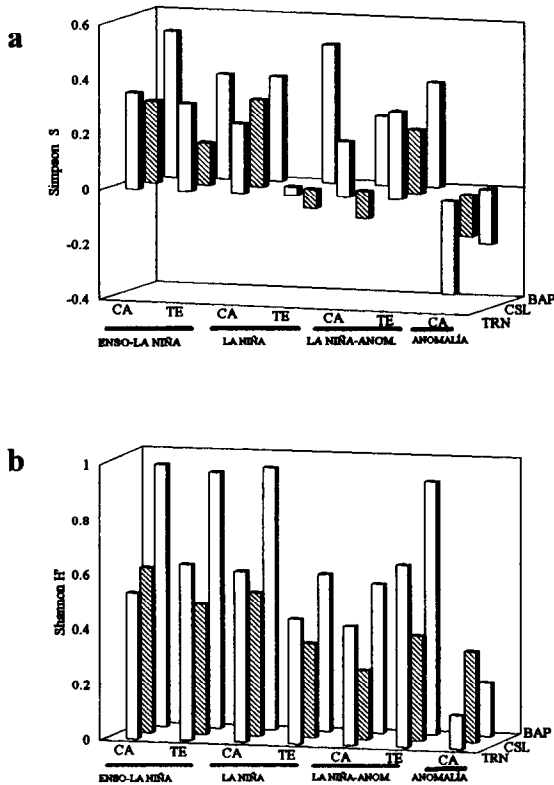 a
0.6
0.4
0.2
0
-0.2
-0.4
Simpson S
CA TE CA TE CA TE CA
ENSO-LA NIÑA LA NIÑA LA NIÑA-ANOM. ANOMALÍA
TRN
CSL
BAP
b
1
0.8
0.6
0.4
0.2
0
Shannon H'
CA TE CA TE CA TE CA
ENSO-LA NIÑA LA NIÑA LA NIÑA-ANOM. ANOMALÍA
TRN
CSL
BAP